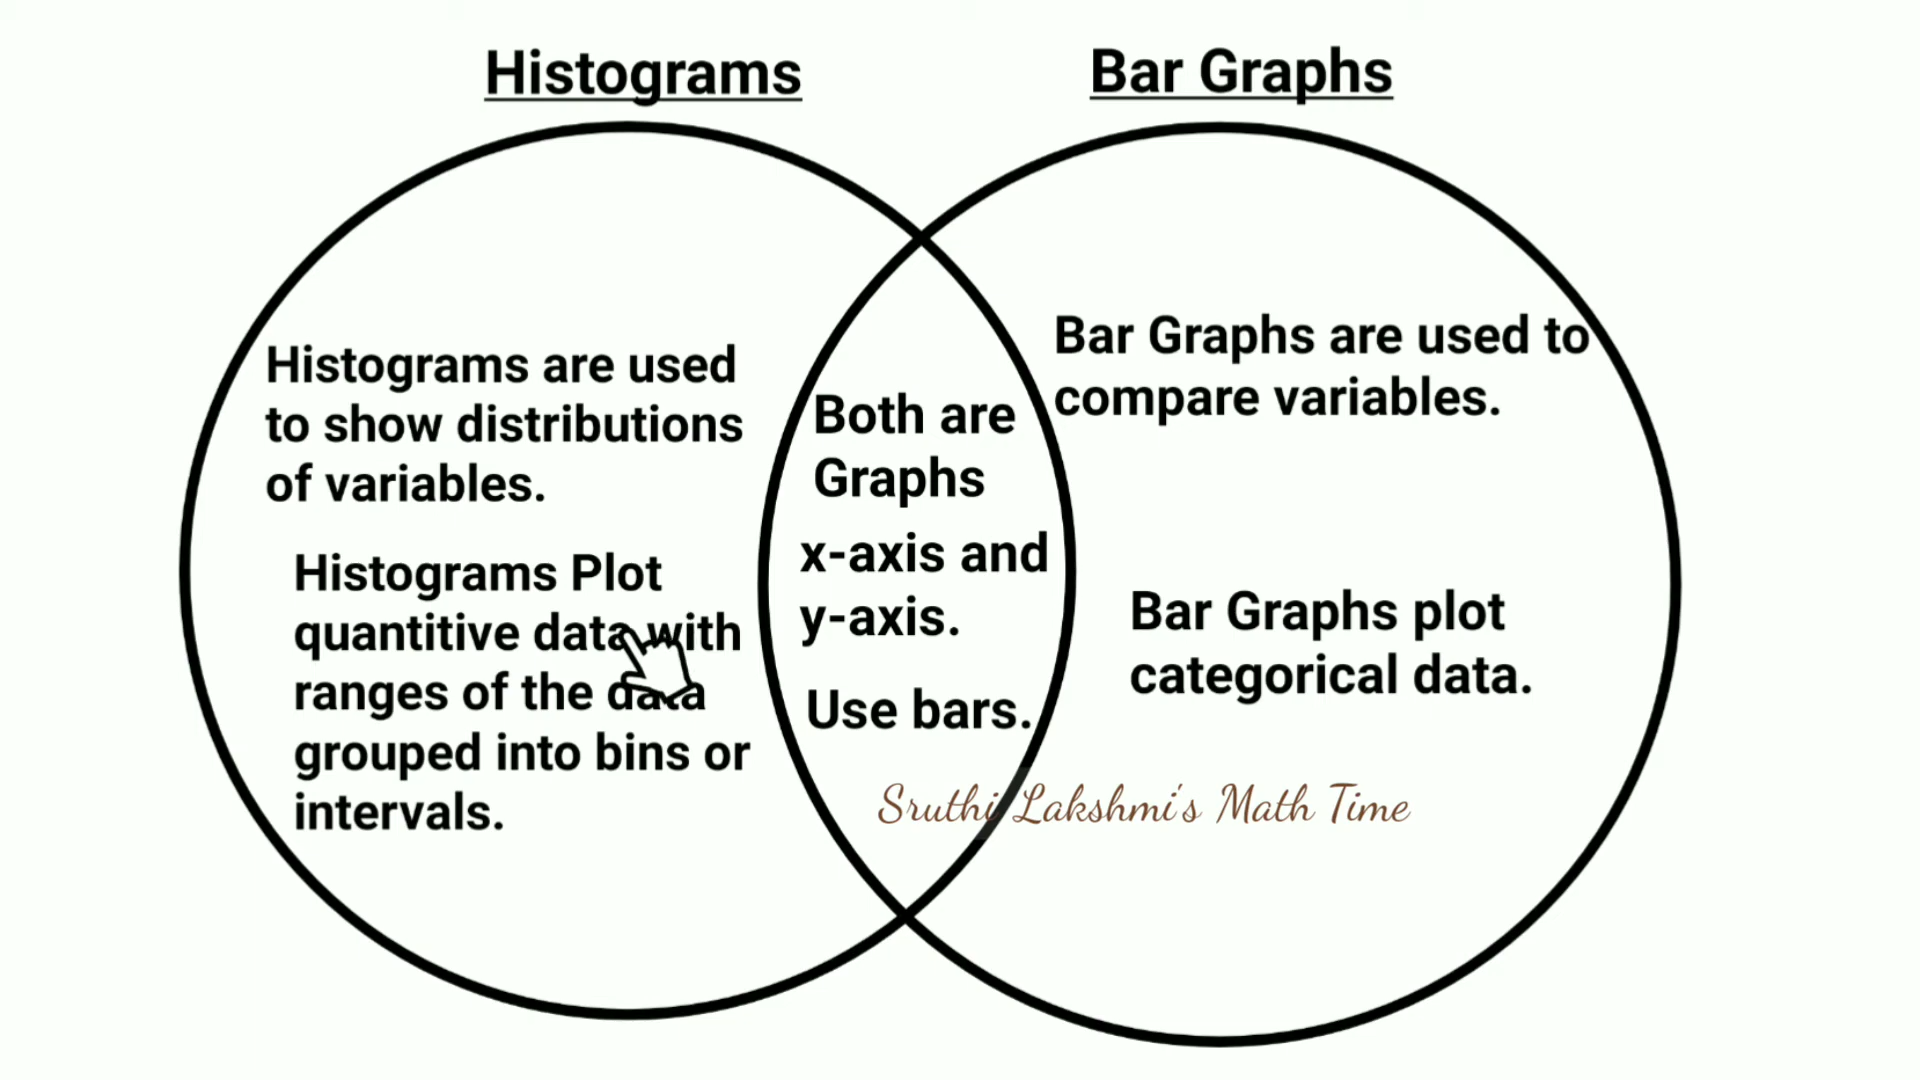 Histograms
Bar Graphs
Histograms are used
to show distributions
of variables.
Histograms Plot
quantitive data with
ranges of the data
grouped into bins or
intervals.
Both are
Graphs
x-axis and
y-axis.
Use bars.
Bar Graphs are used to
compare variables.
Bar Graphs plot
categorical data.
Sruthi Lakshmi's Math Time